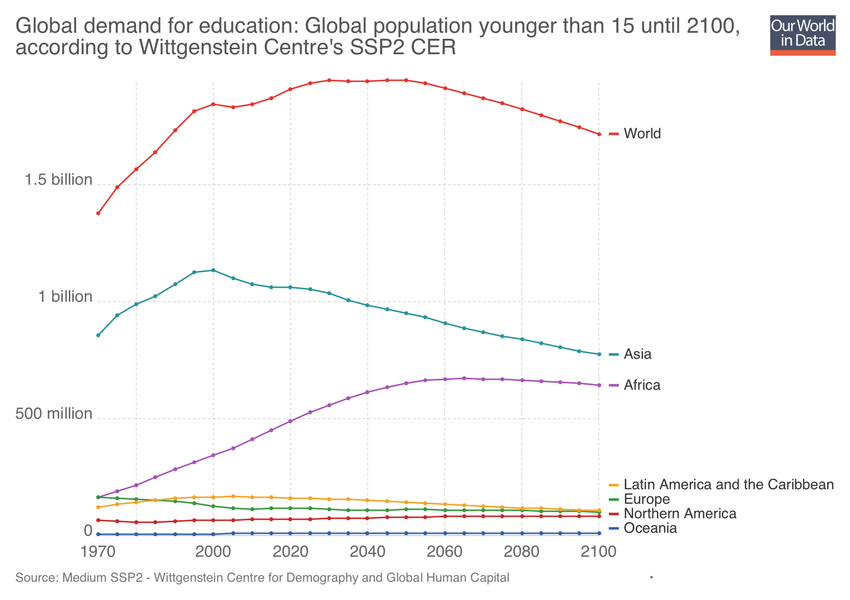 Global demand for education: Global population younger than 15 until 2100,
according to Wittgenstein Centre's SSP2 CER
Our World
in Data
World
1.5 billion
1 billion
Asia
Africa
500 million
Latin America and the Caribbean
Europe
Northern America
Oceania
0
1970
2000
2020
2040
2060
2080
2100
Source: Medium SSP2 - Wittgenstein Centre for Demography and Global Human Capital